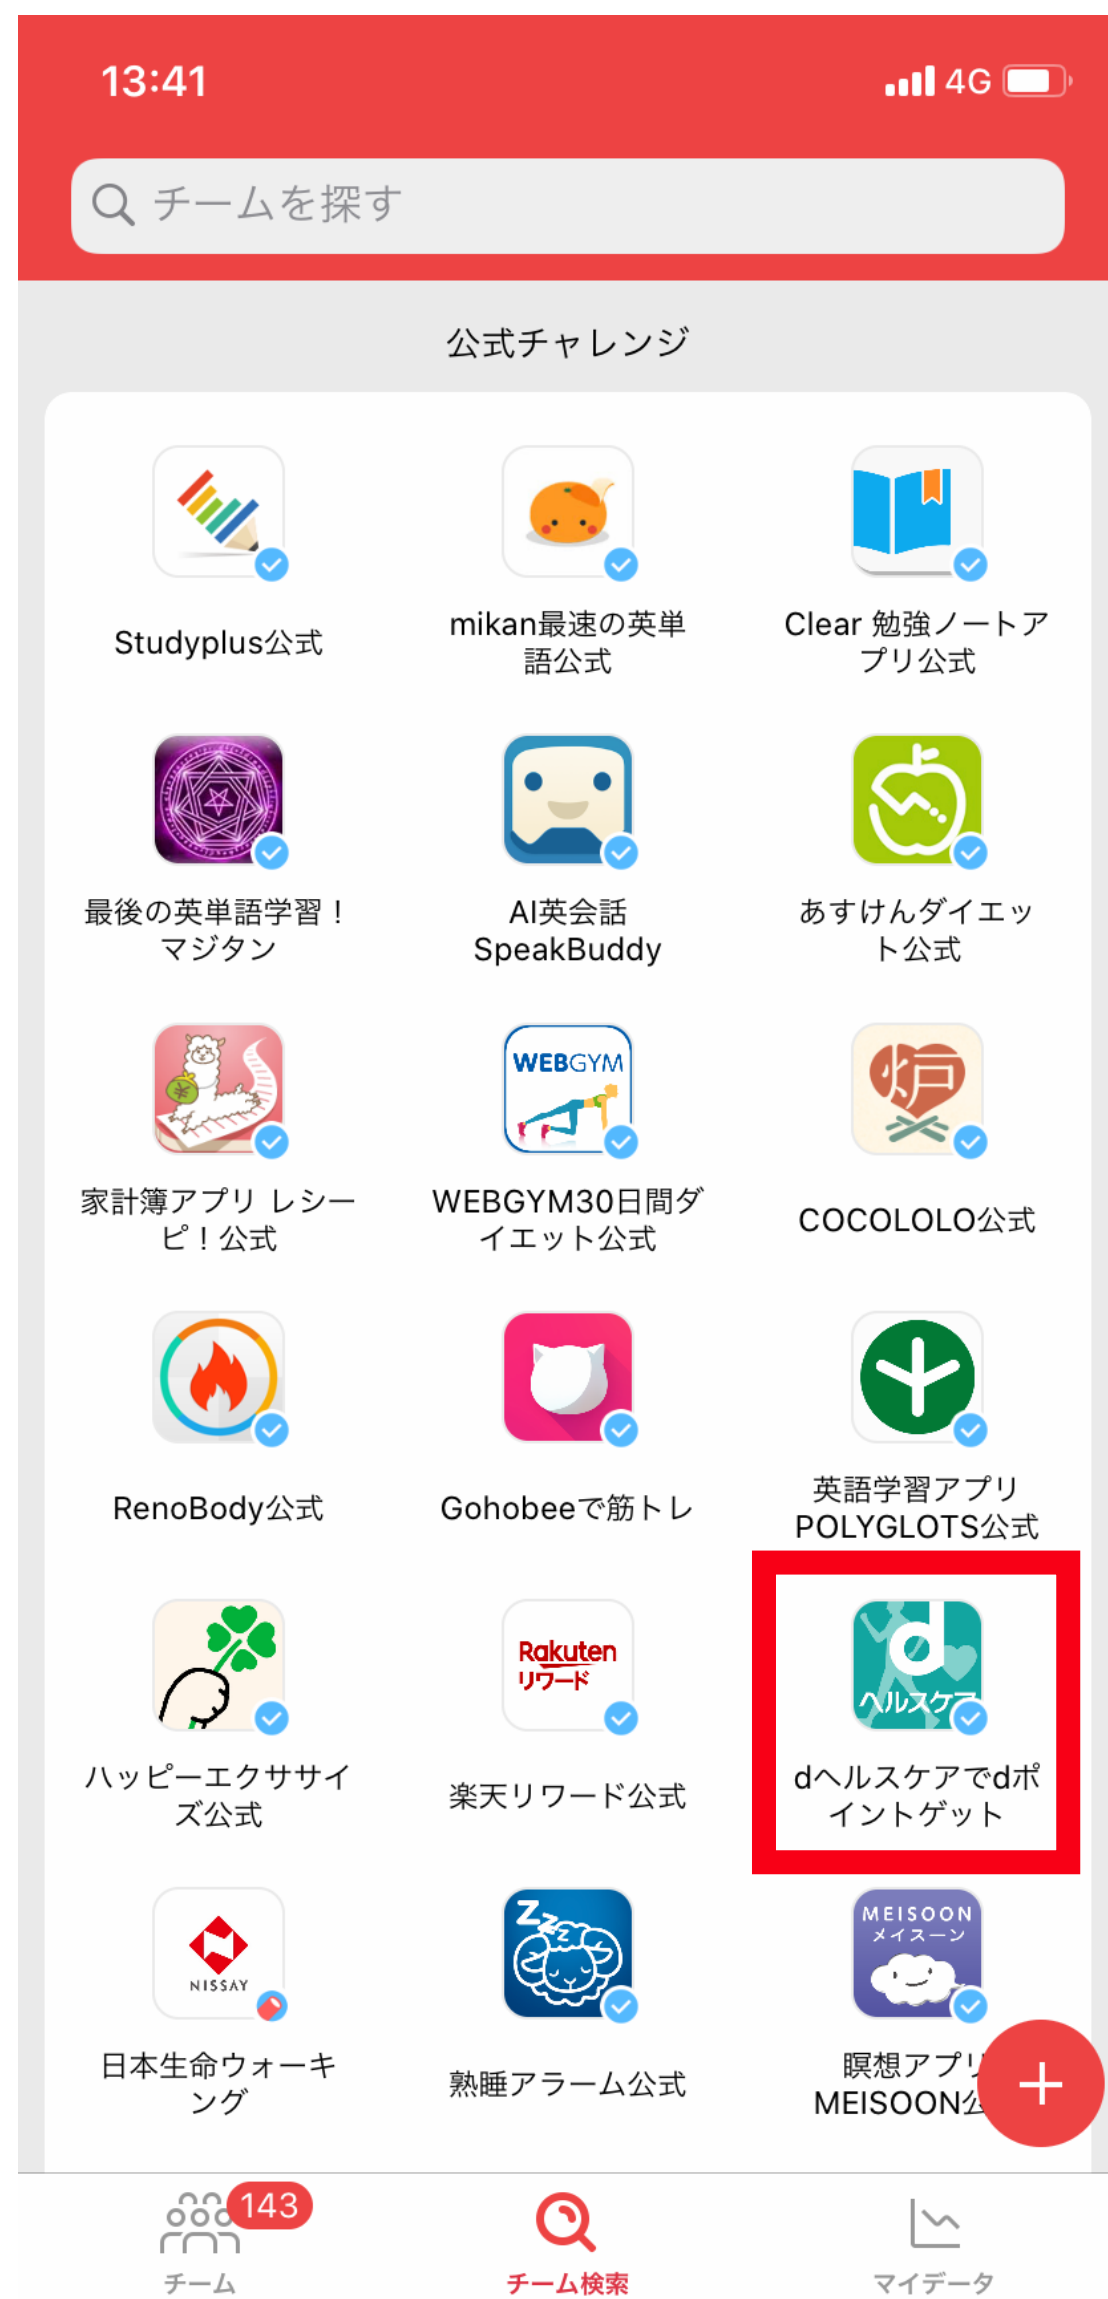 13:41
4G
チームを探す
公式チャレンジ
Studyplus公式
mikan最速の英単
語公式
Clear 勉強ノートア
プリ公式
最後の英単語学習！
マジタン
AI英会話
SpeakBuddy
あすけんダイエッ
ト公式
家計簿アプリ レシー
ピ！公式
WEBGYM
WEBGYM30日間ダ
イエット公式
炉
COCOLOLO公式
RenoBody公式
Gohobeeで筋トレ
英語学習アプリ
POLYGLOTS公式
ハッピーエクササイ
ズ公式
Rakuten
リワード
楽天リワード公式
d
ヘルスケア
dヘルスケアでdポ
イントゲット
NISSAY
日本生命ウォーキ
ング
Zzz
熟睡アラーム公式
MEISOON
メイスーン
瞑想アプリ
MEISOON公
143
チーム
チーム検索
マイデータ